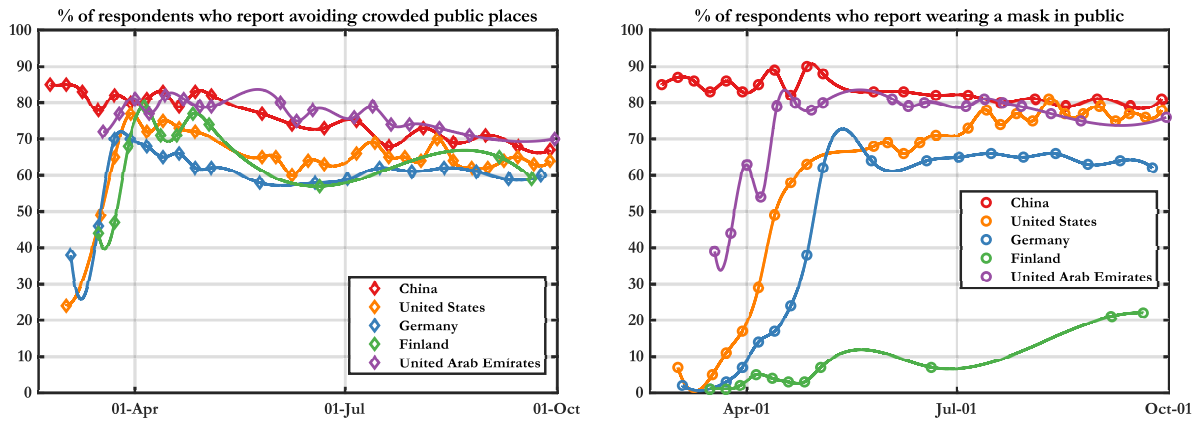 % of respondents who report avoiding crowded public places
100
90
80
70
60
50
40
30
20
10
0
01-Apr
01-Jul
01-Oct
China
United States
Germany
Finland
United Arab Emirates
% of respondents who report wearing a mask in public
100
90
80
70
60
50
40
30
20
10
0
Apr-01
Jul-01
Oct-01
China
United States
Germany
Finland
United Arab Emirates